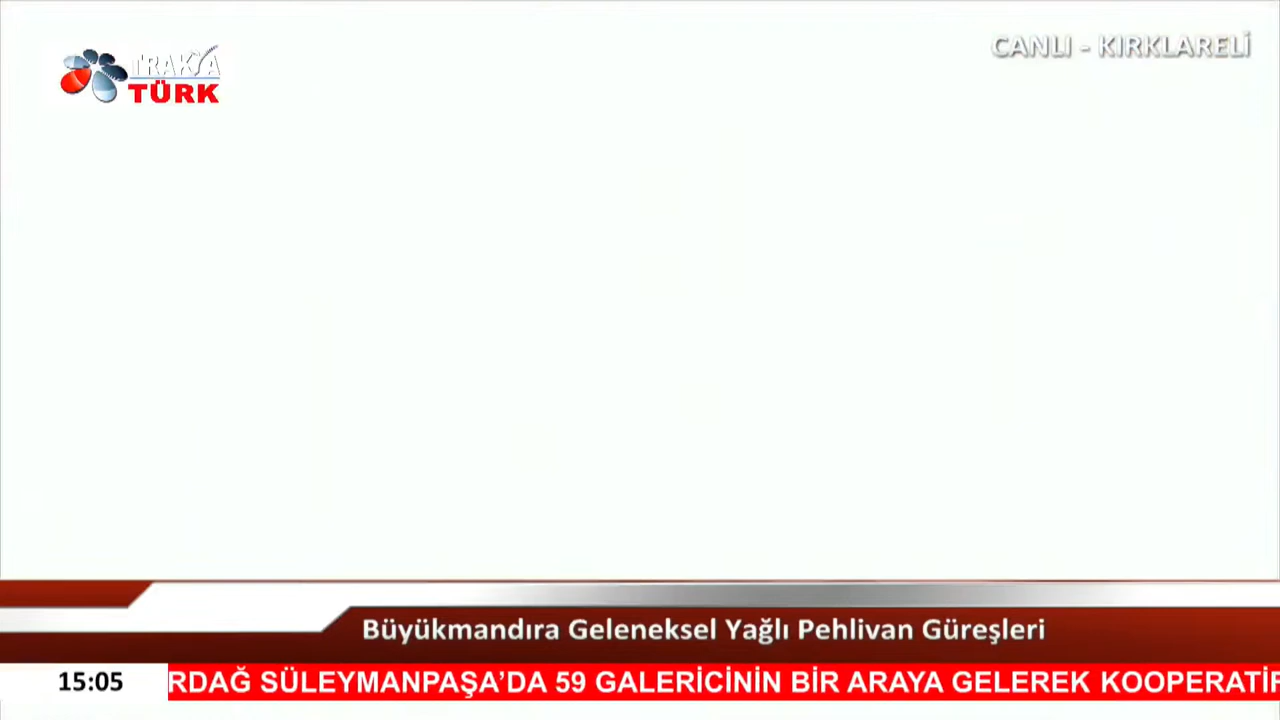 TRAKYA
TÜRK
CANLI - KIRKLARELİ
Büyükmandıra Geleneksel Yağlı Pehlivan Güreşleri
15:05
RDAĞ SÜLEYMANPAŞA’DA 59 GALERİCİNİN BİR ARAYA GELEREK KOOPERATİF